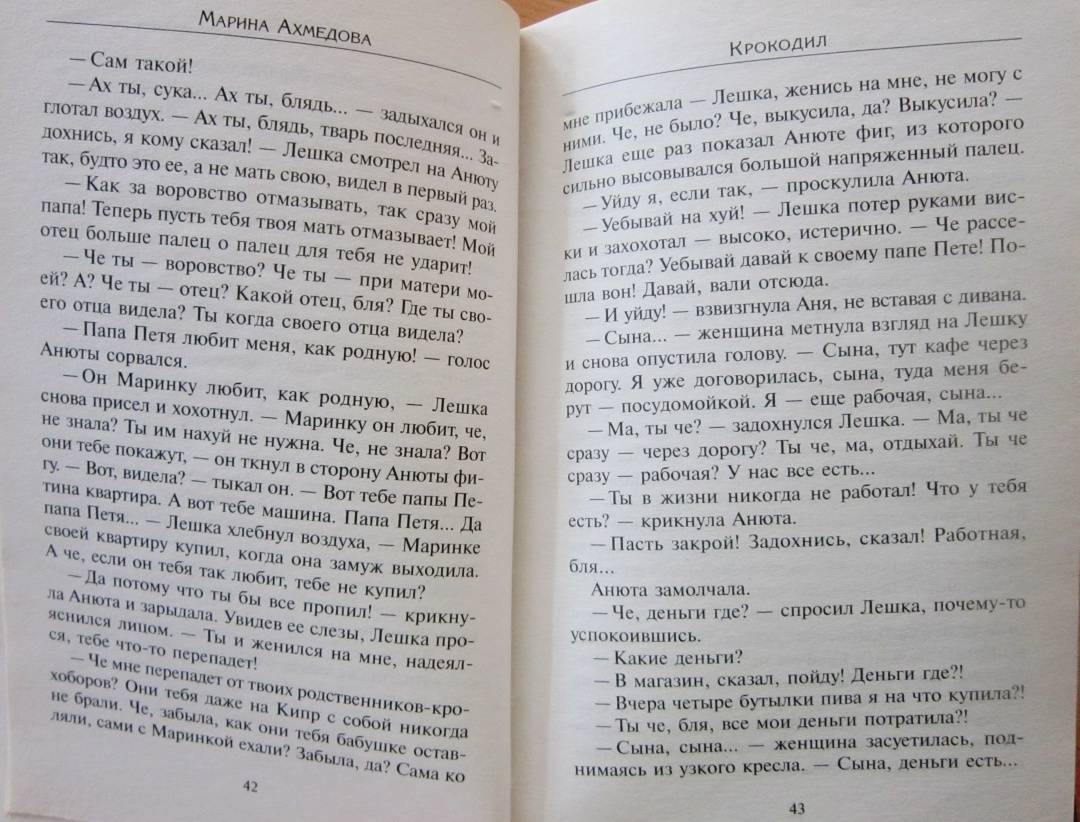 Марина Ахмедова
— Сам такой!
— Ах ты, сука... Ах ты, блядь... — задыхался он и
глотал воздух. — Ах ты, блядь, тварь последняя... За-
дохнись, я кому сказал! — Лешка смотрел на Анюту
так, будто это ее, а не мать свою, видел в первый раз.
— Как за воровство отмазывать, так сразу мой
папа! Теперь пусть тебя твоя мать отмазывает! Мой
отец больше палец о палец для тебя не ударит!
— Че ты — воровство? Че ты — при матери мо-
ей? А? Че ты — отец? Какой отец, бля? Где ты сво-
его отца видела? Ты когда своего отца видела?
— Папа Петя любит меня, как родную! — голос
Анюты сорвался.
— Он Маринку любит, как родную, — Лешка
снова присел и хохотнул. — Маринку он любит, че,
не знала? Ты им нахуй не нужна. Че, не знала? Вот
они тебе покажут, — он ткнул в сторону Анюты фи-
гу. — Вот, видела? — тыкал он. — Вот тебе папы Пе-
тина квартира. А вот тебе машина. Папа Петя... Да
папа Петя... — Лешка хлебнул воздуха, — Маринке
своей квартиру купил, когда она замуж выходила.
А че, если он тебя так любит, тебе не купил?
— Да потому что ты бы все пропил! — крикну-
ла Анюта и зарыдала. Увидев ее слезы, Лешка про-
яснился лицом. — Ты и женился на мне, надеял-
ся, тебе что-то перепадет!
— Че мне перепадет от твоих родственников-кро-
хоборов? Они тебя даже на Кипр с собой никогда
не брали. Че, забыла, как они тебя бабушке остав-
ляли, сами с Маринкой ехали? Забыла, да? Сама ко
42
Крокодил
мне прибежала — Лешка, женись на мне, не могу с
ними. Че, не было? Че, выкусила, да? Выкусила? —
Лешка еще раз показал Анюте фиг, из которого
сильно высовывался большой напряженный палец.
— Уйду я, если так, — проскулила Анюта.
— Уебывай на хуй! — Лешка потер руками вис-
ки и захохотал — высоко, истерично. — Че рассе-
лась тогда? Уебывай давай к своему папе Пете! По-
шла вон! Давай, вали отсюда.
— И уйду! — взвизгнула Аня, не вставая с дивана.
— Сына... — женщина метнула взгляд на Лешку
и снова опустила голову. — Сына, тут кафе через
дорогу. Я уже договорилась, сына, туда меня бе-
рут — посудомойкой. Я — еще рабочая, сына...
— Ма, ты че? — задохнулся Лешка. — Ма, ты че
сразу — через дорогу? Ты че, ма, отдыхай. Ты че
сразу — рабочая? У нас все есть...
— Ты в жизни никогда не работал! Что у тебя
есть? — крикнула Анюта.
— Пасть закрой! Задохнись, сказал! Работная,
бля...
Анюта замолчала.
— Че, деньги где? — спросил Лешка, почему-то
успокоившись.
— Какие деньги?
— В магазин, сказал, пойду! Деньги где?!
— Вчера четыре бутылки пива я на что купила?!
— Ты че, бля, все мои деньги потратила?!
— Сына, сына... — женщина засуетилась, под-
нимаясь из узкого кресла. — Сына, деньги есть...
43